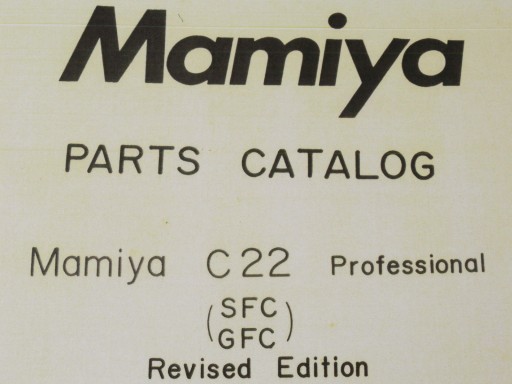 Mamiya
PARTS CATALOG
Mamiya C22 Professional
(SFC
GFC)
Revised Edition